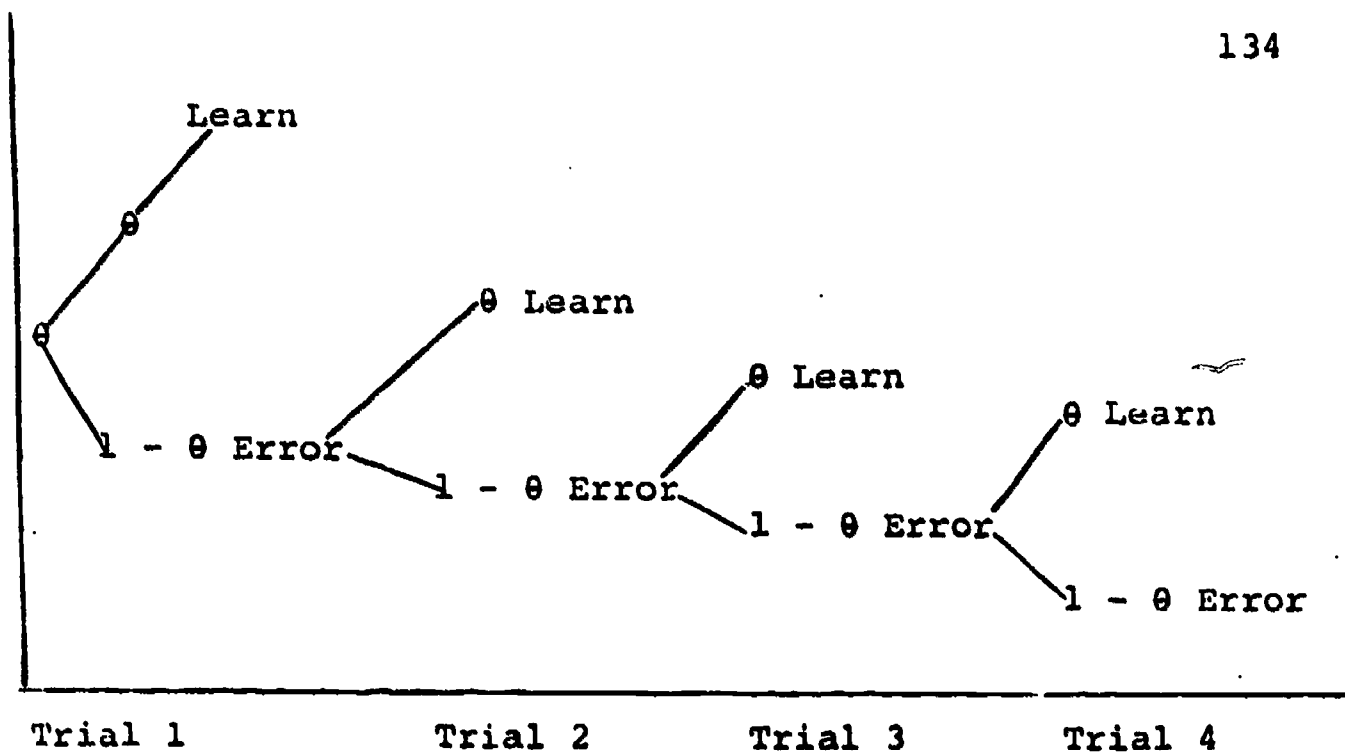 134
Learn
θ
θ Learn
θ
θ Learn
θ Learn
1 - θ Error
1 - θ Error
1 - θ Error
1 - θ Error
Trial 1 Trial 2 Trial 3 Trial 4